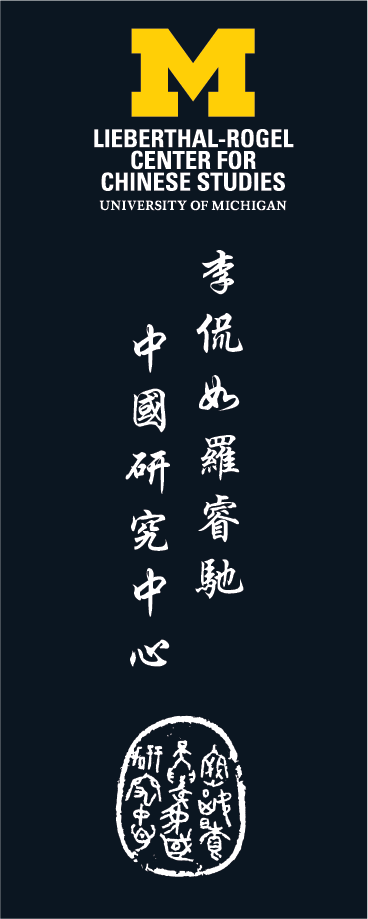 M
LIEBERTHAL-ROGEL
CENTER FOR
CHINESE STUDIES
UNIVERSITY OF MICHIGAN
李侃如羅睿馳
中國研究中心